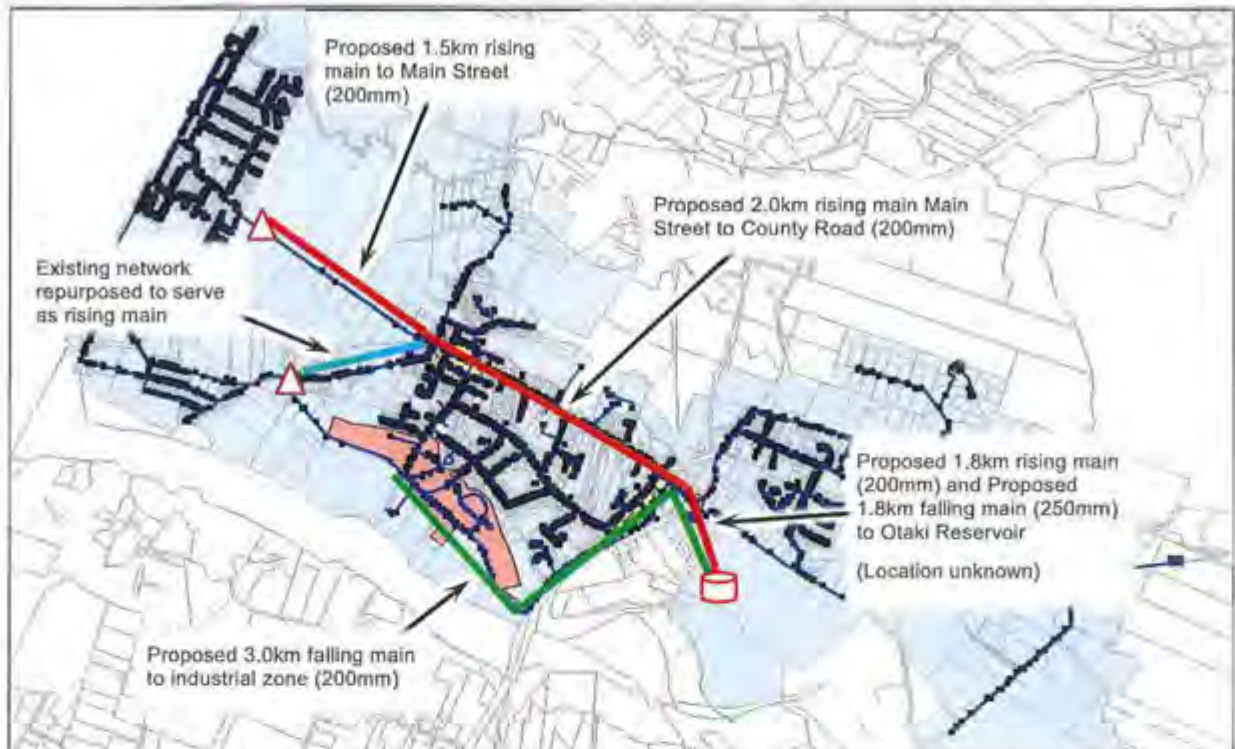 Proposed 1.5km rising
main to Main Street
(200mm)
Proposed 2.0km rising main Main
Street to County Road (200mm)
Existing network
repurposed to serve
as rising main
Proposed 1.8km rising main
(200mm) and Proposed
1.8km falling main (250mm)
to Otaki Reservoir
(Location unknown)
Proposed 3.0km falling main
to industrial zone (200mm)